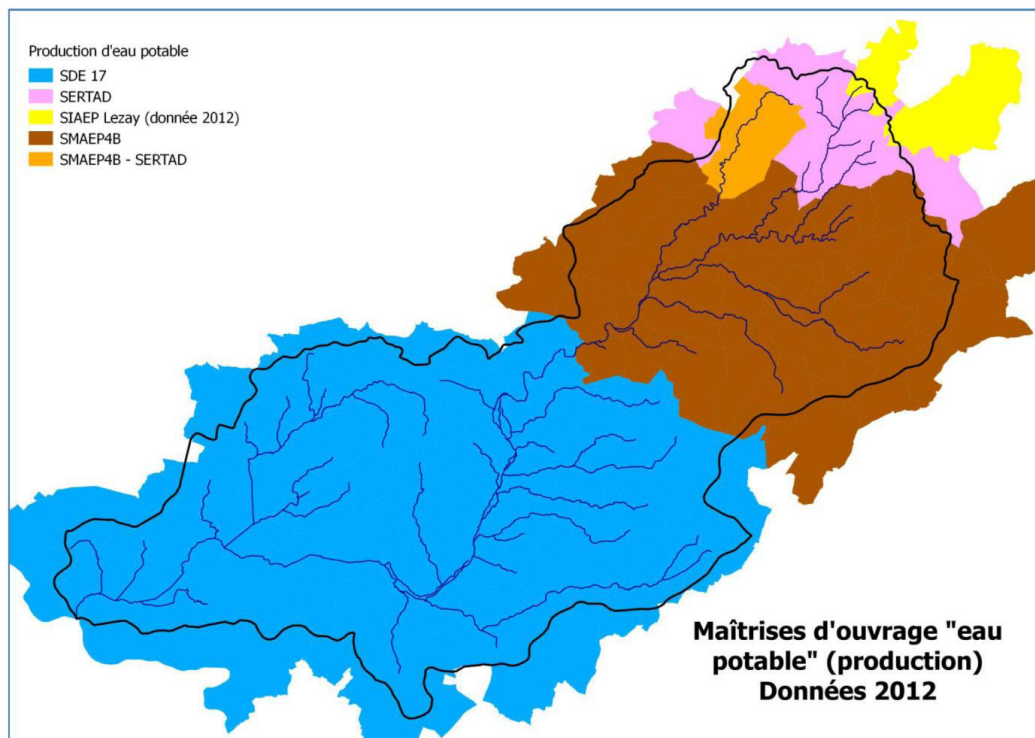 Production d'eau potable
SDE 17
SERTAD
SIAEP Lezay (donnée 2012)
SMAEP4B
SMAEP4B - SERTAD
Maîtrises d'ouvrage "eau
potable" (production)
Données 2012